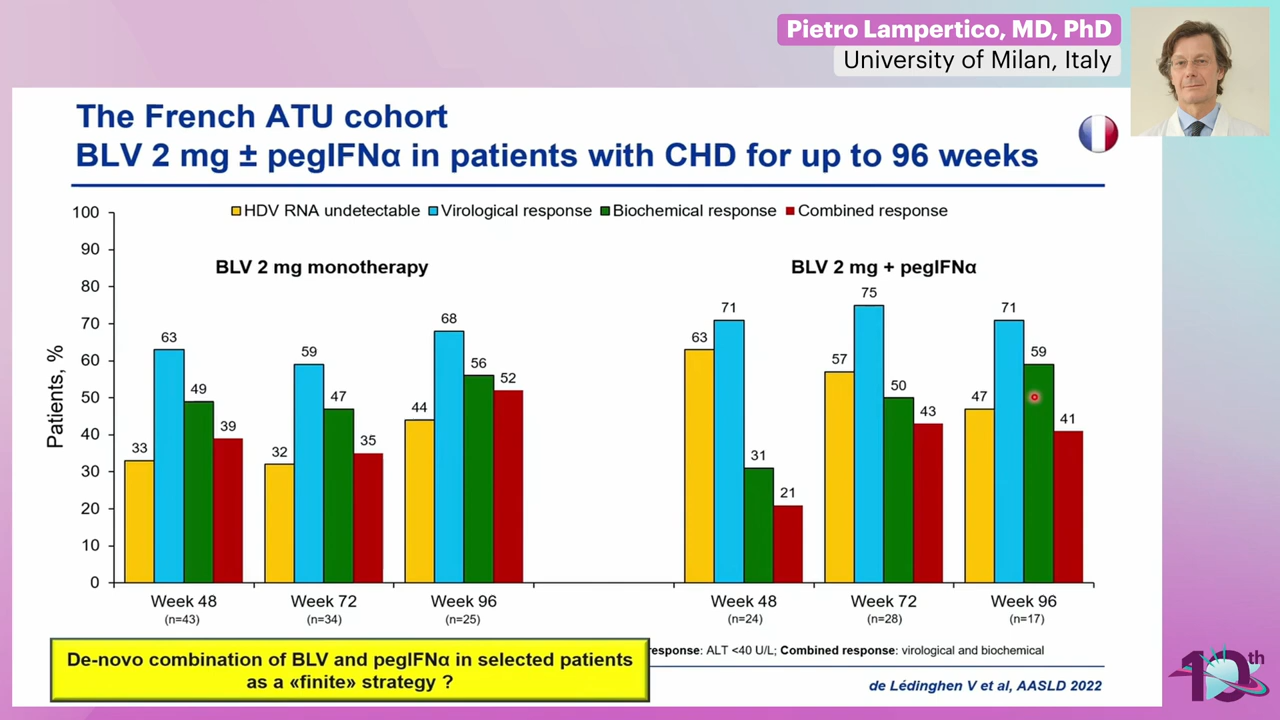 Pietro Lampertico, MD, PhD
University of Milan, Italy
The French ATU cohort
BLV 2 mg ± pegIFNα in patients with CHD for up to 96 weeks
HDV RNA undetectable Virological response Biochemical response Combined response
BLV 2 mg monotherapy
BLV 2 mg + pegIFNα
Patients, %
100
90
80
70
60
50
40
30
20
10
0
33 63 49 39
32 59 47 35
44 68 56 52
63 71 31 21
57 75 50 43
47 71 59 41
Week 48 Week 72 Week 96 Week 48 Week 72 Week 96
(n=43) (n=34) (n=25) (n=24) (n=28) (n=17)
response: ALT <40 U/L; Combined response: virological and biochemical
De-novo combination of BLV and pegIFNα in selected patients
as a «finite» strategy ?
de Lédinghen V et al, AASLD 2022
10th